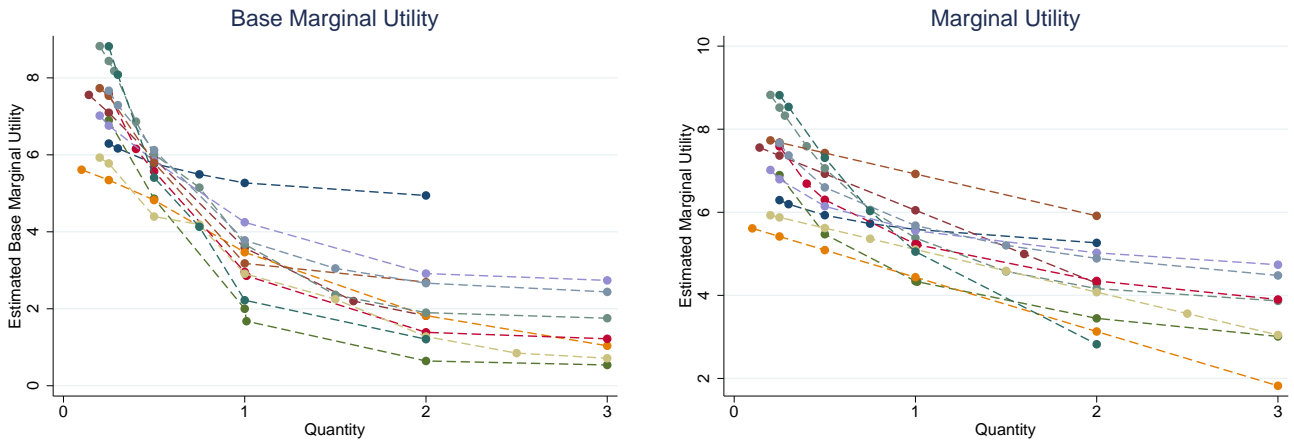 Base Marginal Utility
Estimated Base Marginal Utility
8
6
4
2
0
0 1 2 3
Quantity
Marginal Utility
Estimated Marginal Utility
10
8
6
4
2
0 1 2 3
Quantity